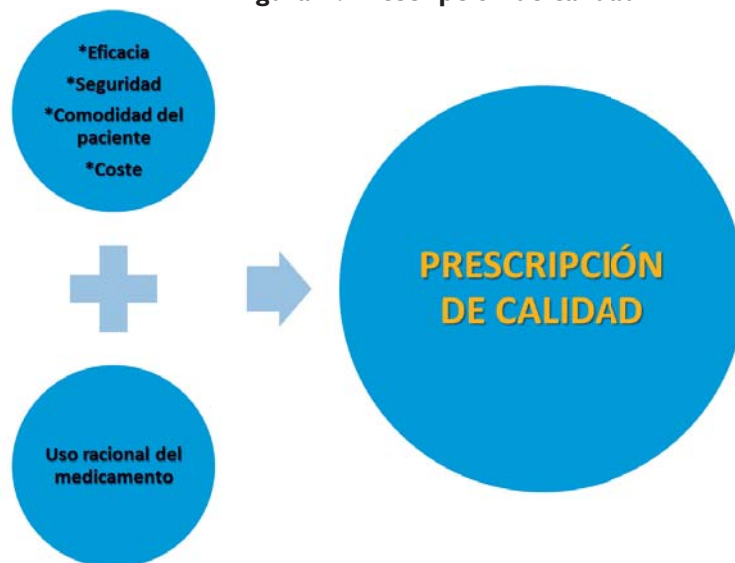 *Eficacia
*Seguridad
*Comodidad del
paciente
*Coste
PRESCRIPCIÓN
DE CALIDAD
Uso racional del
medicamento